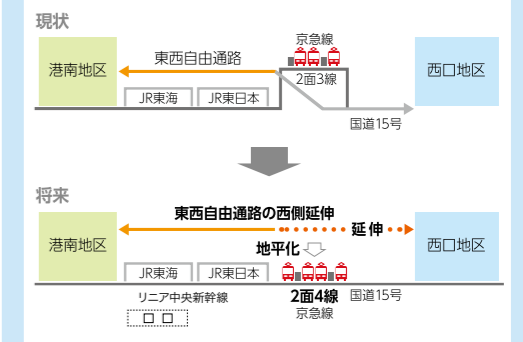 現状
京急線
東西自由通路
港南地区
2面3線
西口地区
JR東海
JR東日本
国道15号
将来
東西自由通路の西側延伸
延伸
港南地区
地平化
西口地区
JR東海
JR東日本
リニア中央新幹線
2面4線
国道15号
京急線